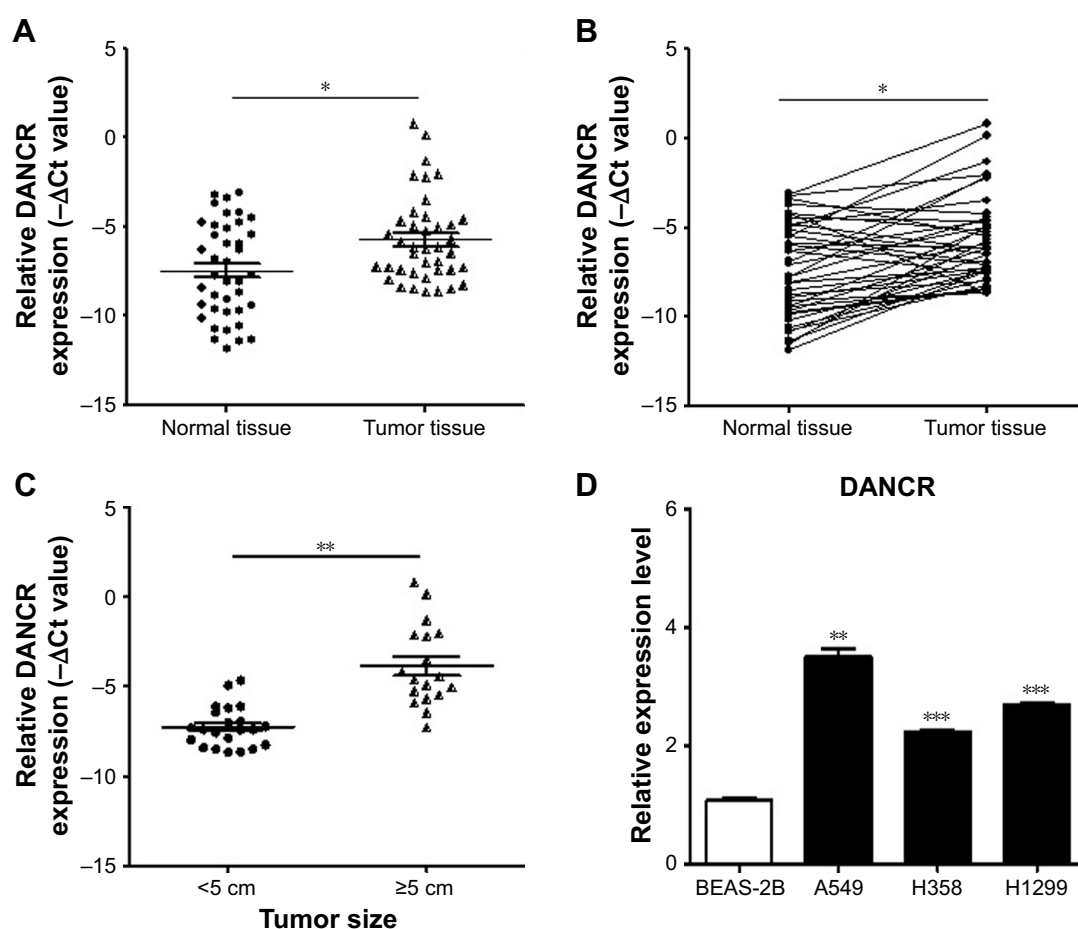 A
Relative DANCR
expression (–ΔCt value)
5
0
–5
–10
–15
*
Normal tissue
Tumor tissue
B
Relative DANCR
expression (–ΔCt value)
5
0
–5
–10
–15
*
Normal tissue
Tumor tissue
C
Relative DANCR
expression (–ΔCt value)
5
0
–5
–10
–15
**
<5 cm
≥5 cm
Tumor size
D
DANCR
Relative expression level
6
4
2
0
**
***
***
BEAS-2B
A549
H358
H1299